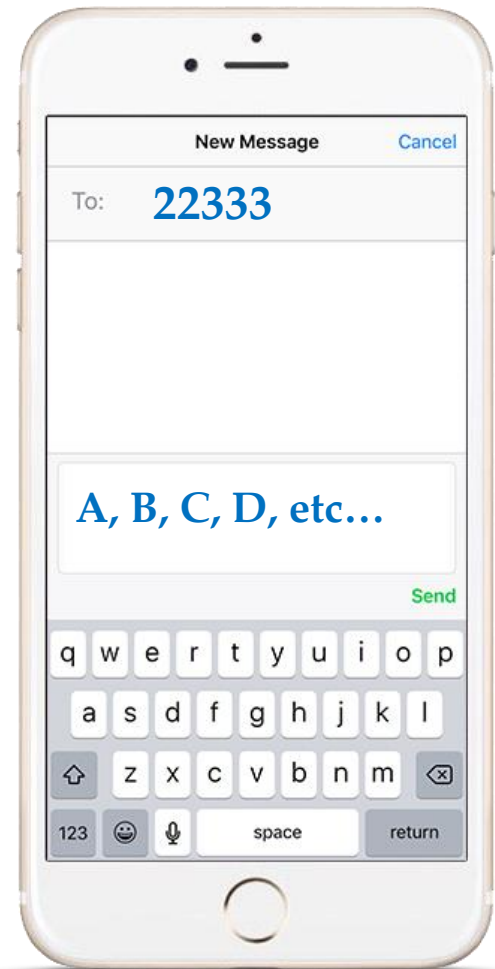 New Message Cancel
To: 22333
A, B, C, D, etc…
Send
q w e r t y u i o p
a s d f g h j k l
z x c v b n m
123 space return